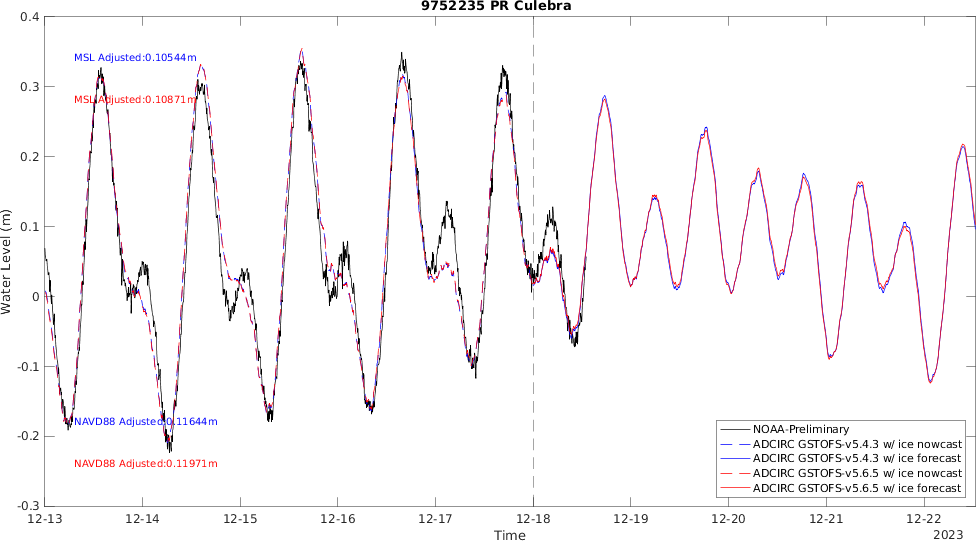 9752235 PR Culebra
0.4
0.3
0.2
0.1
0
-0.1
-0.2
-0.3
Water Level (m)
MSL Adjusted:0.10544m
MSL Adjusted:0.10871m
NAVD88 Adjusted:0.11644m
NAVD88 Adjusted:0.11971m
NOAA-Preliminary
ADCIRC GSTOFS-v5.4.3 w/ ice nowcast
ADCIRC GSTOFS-v5.4.3 w/ ice forecast
ADCIRC GSTOFS-v5.6.5 w/ ice nowcast
ADCIRC GSTOFS-v5.6.5 w/ ice forecast
12-13 12-14 12-15 12-16 12-17 12-18 12-19 12-20 12-21 12-22
Time
2023